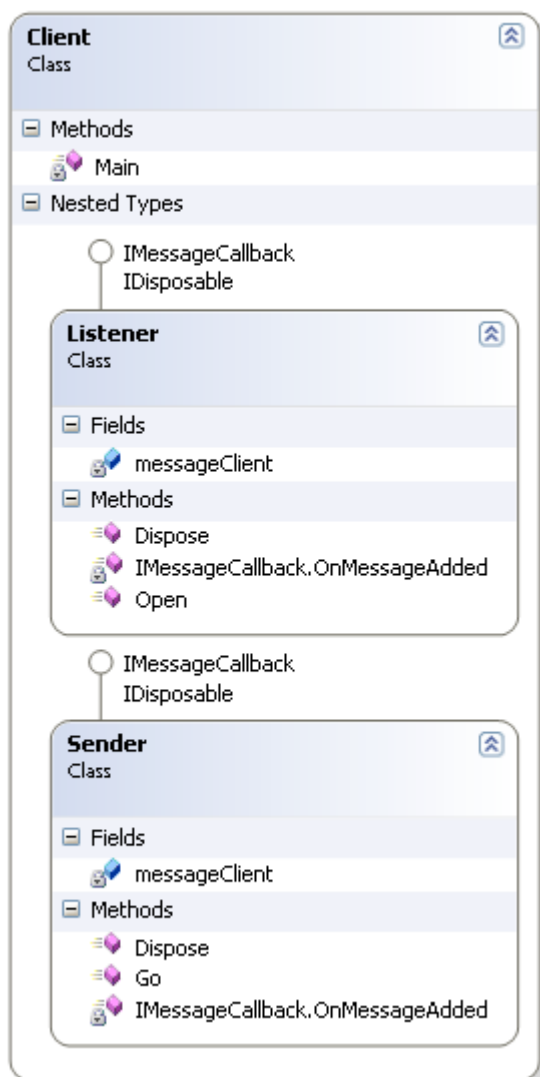 Client
Class
Methods
Main
Nested Types
IMessageCallback
IDisposable
Listener
Class
Fields
messageClient
Methods
Dispose
IMessageCallback.OnMessageAdded
Open
IMessageCallback
IDisposable
Sender
Class
Fields
messageClient
Methods
Dispose
Go
IMessageCallback.OnMessageAdded